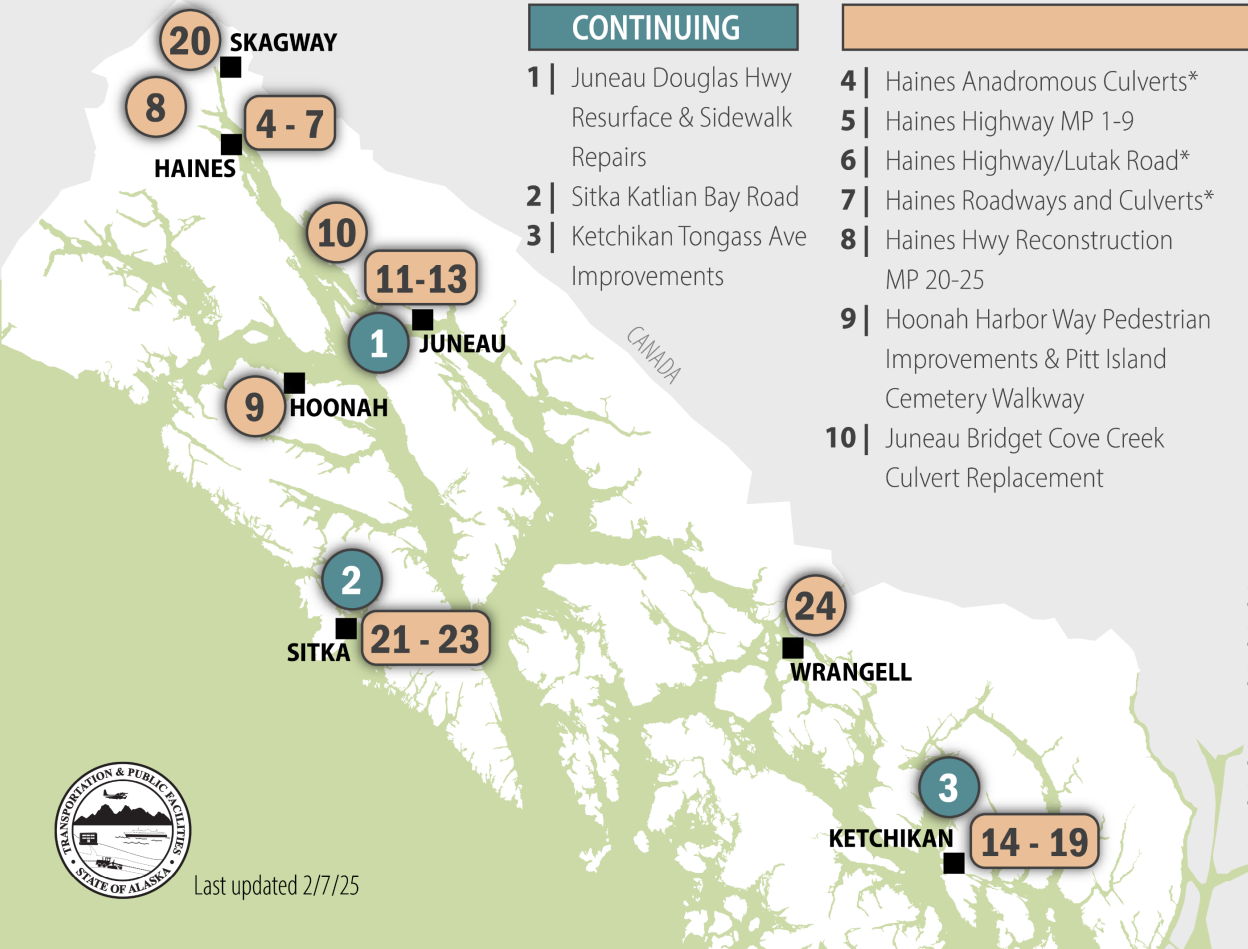 20
SKAGWAY
8
4 - 7
HAINES
10
11-13
1
JUNEAU
CANADA
9
HOONAH
2
SITKA
21 - 23
24
WRANGELL
3
KETCHIKAN
14 - 19
CONTINUING
1 | Juneau Douglas Hwy
Resurface & Sidewalk
Repairs
2 | Sitka Katlian Bay Road
3 | Ketchikan Tongass Ave
Improvements
4 | Haines Anadromous Culverts*
5 | Haines Highway MP 1-9
6 | Haines Highway/Lutak Road*
7 | Haines Roadways and Culverts*
8 | Haines Hwy Reconstruction
MP 20-25
9 | Hoonah Harbor Way Pedestrian
Improvements & Pitt Island
Cemetery Walkway
10 | Juneau Bridget Cove Creek
Culvert Replacement
TRANSPORTATION & PUBLIC FACILITIES
STATE OF ALASKA
Last updated 2/7/25